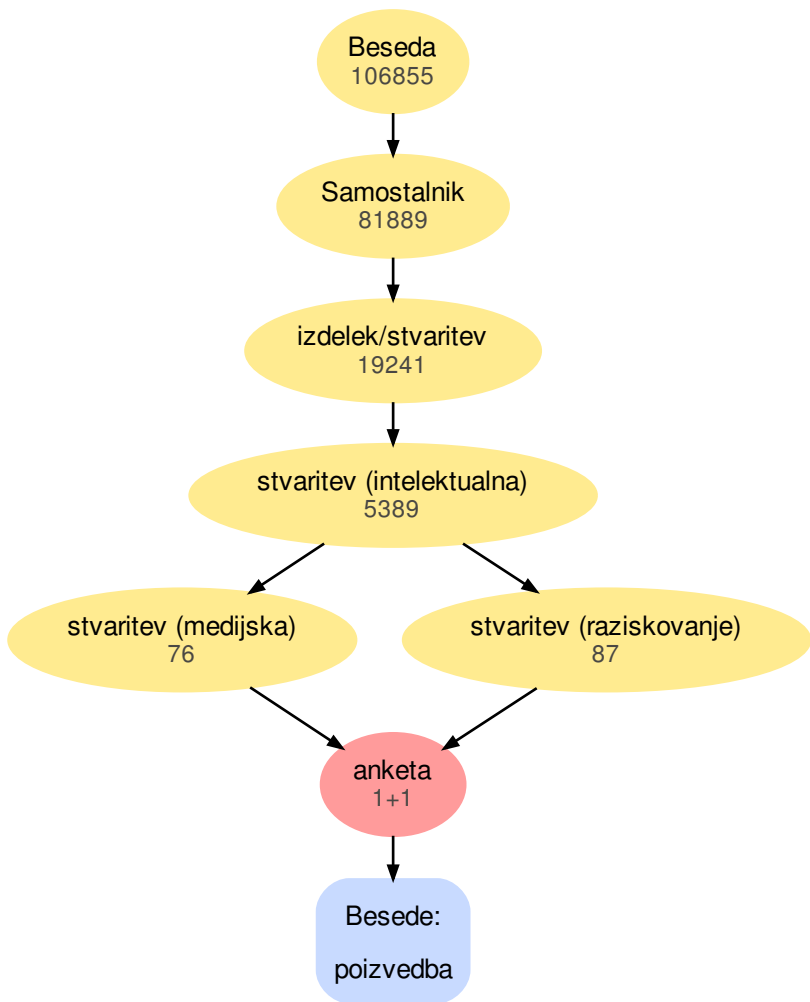 Beseda
106855
Samostalnik
81889
izdelek/stvaritev
19241
stvaritev (intelektualna)
5389
stvaritev (medijska)
76
stvaritev (raziskovanje)
87
anketa
1+1
Besede:
poizvedba